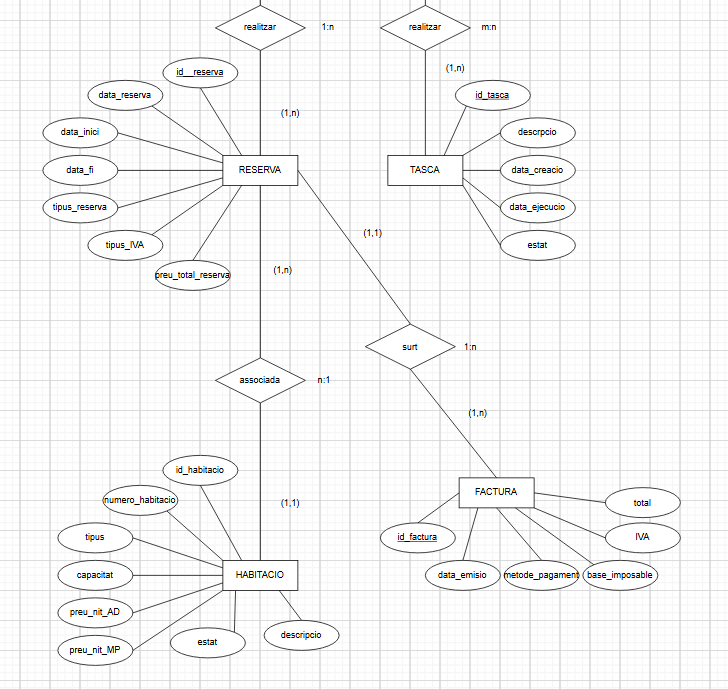 realitzar
1:n
realitzar
m:n
(1,n)
id__reserva
data_reserva
id_tasca
(1,n)
data_inici
descrpcio
RESERVA
TASCA
data_fi
data_creacio
tipus_reserva
data_ejecucio
(1,1)
tipus_IVA
estat
(1,n)
preu_total_reserva
surt
1:n
associada
n:1
(1,n)
id_habitacio
numero_habitacio
(1,1)
FACTURA
total
tipus
id_factura
IVA
capacitat
HABITACIO
data_emisio
metode_pagament
base_imposable
preu_nit_AD
estat
descripcio
preu_nit_MP